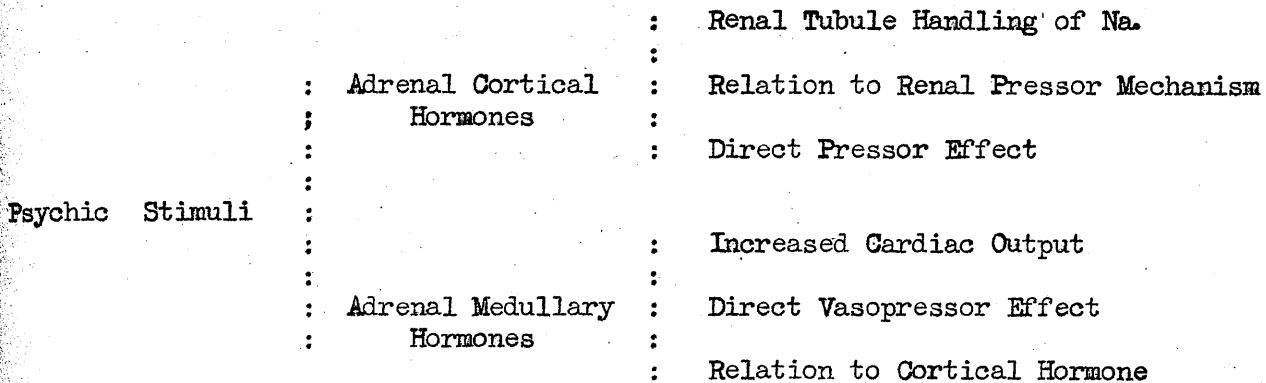 : Renal Tubule Handling of Na.
:
: Adrenal Cortical : Relation to Renal Pressor Mechanism
; Hormones :
: : Direct Pressor Effect
:
Psychic Stimuli :
: : Increased Cardiac Output
: :
: Adrenal Medullary : Direct Vasopressor Effect
: Hormones :
: Relation to Cortical Hormone